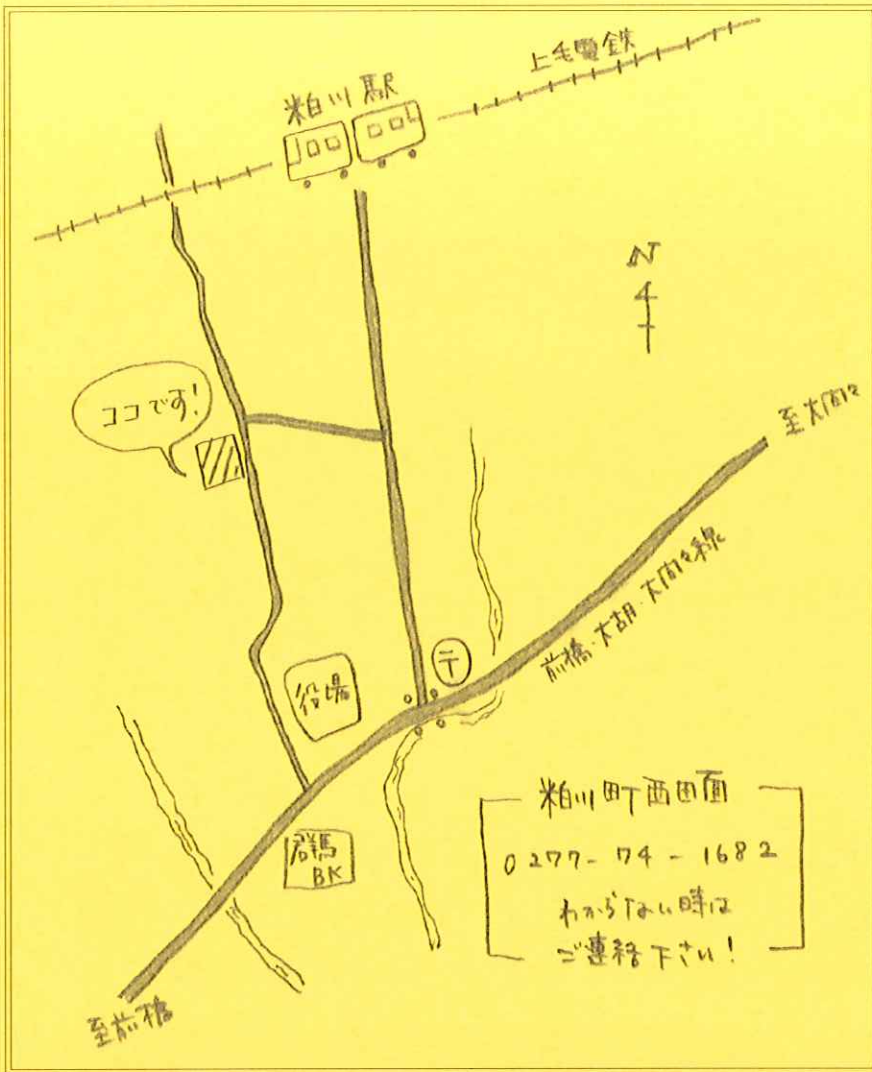 上毛電鉄
粕川駅
N
ココです!
至大間々
前橋・大胡・大間々線
〒
役場
群馬
BK
至前橋
粕川町西田面
0277-74-1682
わからない時は
ご連絡下さい!